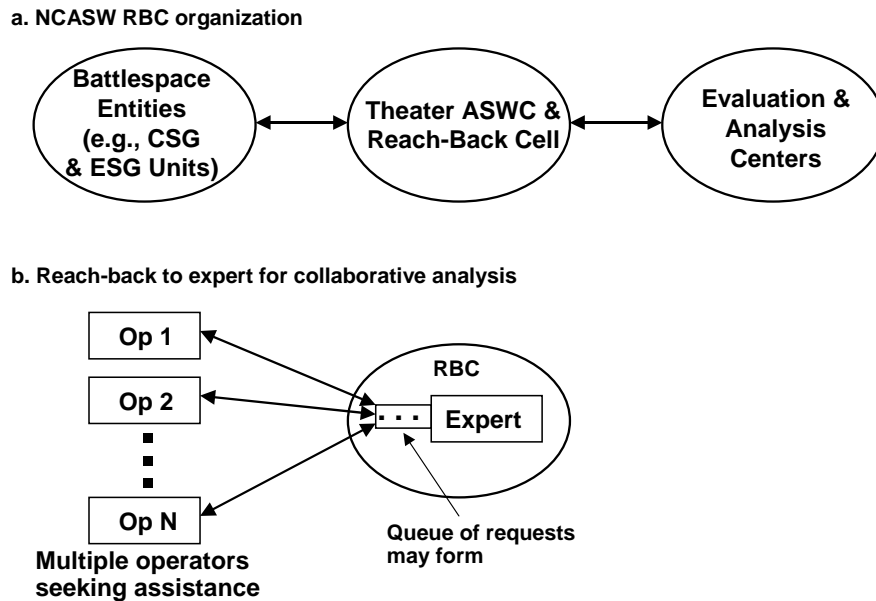 a. NCASW RBC organization
Battlespace
Entities
(e.g., CSG
& ESG Units)
Theater ASWC &
Reach-Back Cell
Evaluation &
Analysis
Centers
b. Reach-back to expert for collaborative analysis
Op 1
Op 2
Op N
Multiple operators
seeking assistance
RBC
. . .
Expert
Queue of requests
may form